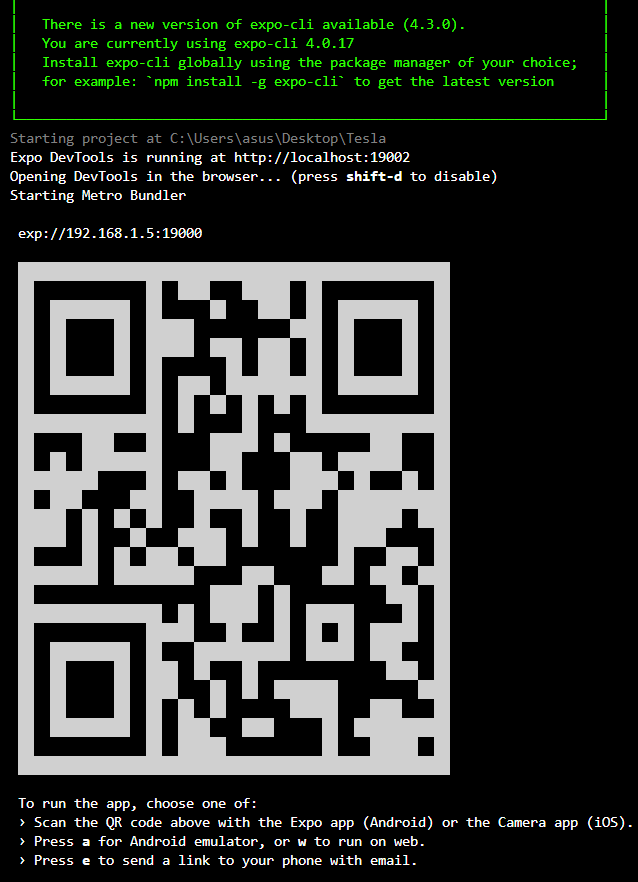 There is a new version of expo-cli available (4.3.0).
You are currently using expo-cli 4.0.17
Install expo-cli globally using the package manager of your choice;
for example: `npm install -g expo-cli` to get the latest version
Starting project at C:\Users\asus\Desktop\Tesla
Expo DevTools is running at http://localhost:19002
Opening DevTools in the browser... (press shift-d to disable)
Starting Metro Bundler
exp://192.168.1.5:19000
To run the app, choose one of:
› Scan the QR code above with the Expo app (Android) or the Camera app (iOS).
› Press a for Android emulator, or w to run on web.
› Press e to send a link to your phone with email.